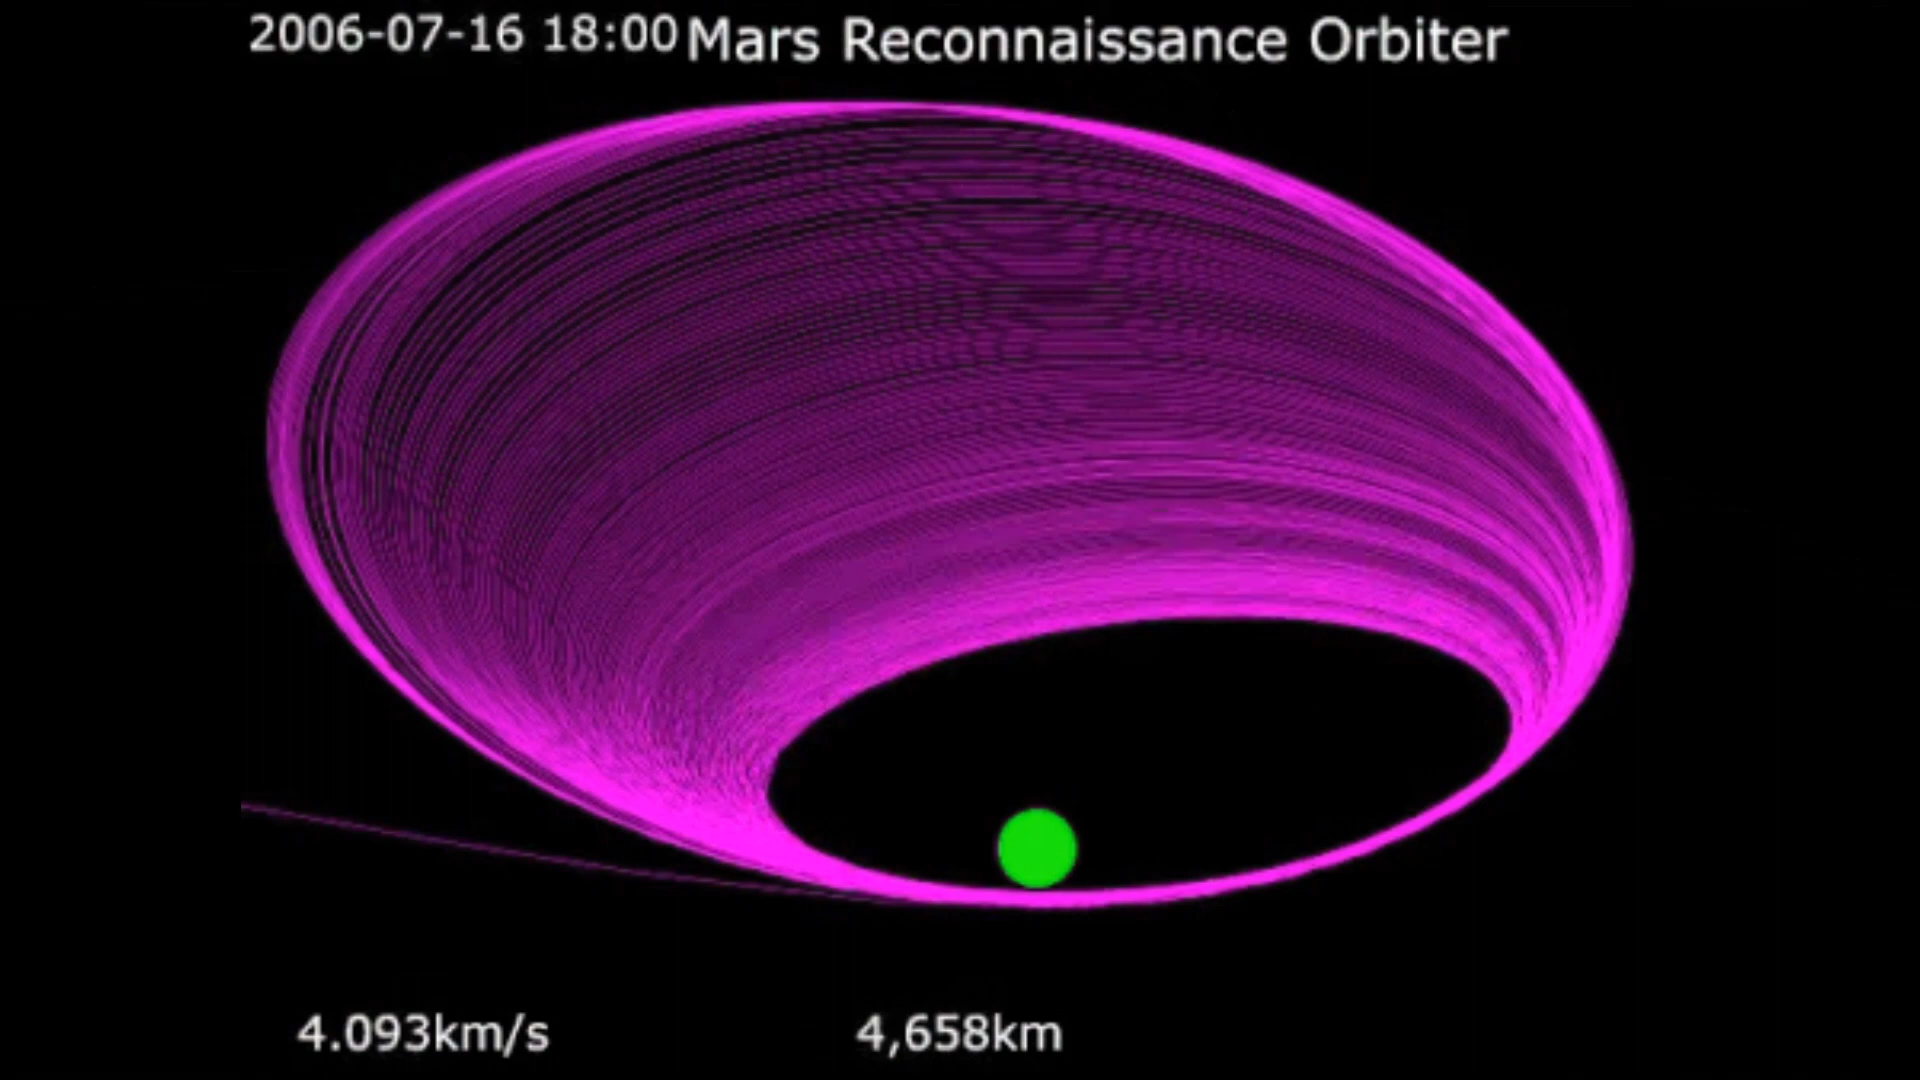 2006-07-16 18:00 Mars Reconnaissance Orbiter
4.093km/s 4,658km